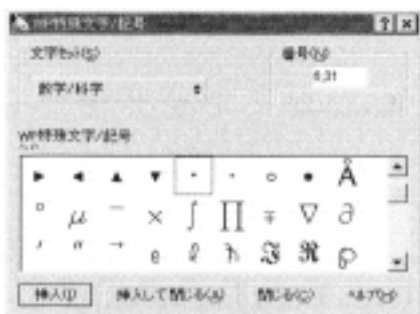 WP特殊文字/記号
文字セット(S)
番号(N)
6,31
数学/科学
WP特殊文字/記号
► ◄ ▲ ▼ · · ○ ● Å
° μ ¯ × ∫ ∏ ∓ ∇ ∂
′ ″ → e ℓ ℏ ℑ ℜ ℘
挿入(I) 挿入して閉じる(A) 閉じる(C) ヘルプ(H)